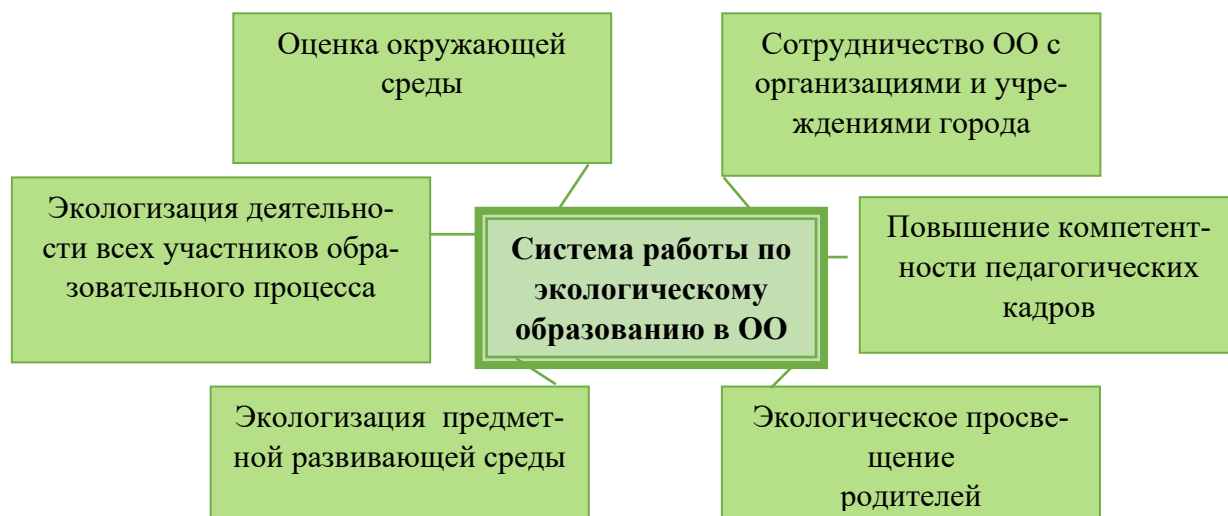 Оценка окружающей
среды
Сотрудничество ОО с
организациями и учре-
ждениями города
Экологизация деятельно-
сти всех участников обра-
зовательного процесса
Система работы по
экологическому
образованию в ОО
Повышение компетент-
ности педагогических
кадров
Экологизация предмет-
ной развивающей среды
Экологическое просве-
щение
родителей